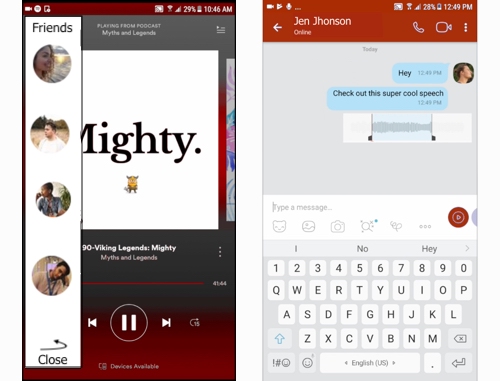 Friends
Close
29% 10:46 AM
PLAYING FROM PODCAST
Myths and Legends
Mighty.
90-Viking Legends: Mighty
Myths and Legends
41:44
Devices Available
28% 12:49 PM
Jen Jhonson
Online
Today
Hey 12:49 PM
Check out this super cool speech
12:49 PM
Type a message...
I No Hey
1 2 3 4 5 6 7 8 9 0
Q W E R T Y U I O P
A S D F G H J K L
Z X C V B N M
!#☺ English (US) .